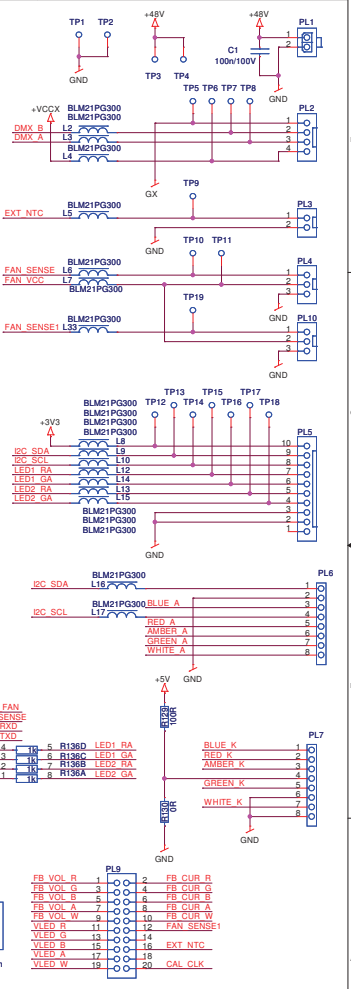 TP1 TP2 +48V +48V PL1
1
2
C1
100n/100V
GND TP3 TP4 GND
TP5 TP6 TP7 TP8
+VCCX BLM21PG300 PL2
DMX_B L2 1
BLM21PG300 2
DMX_A L3 3
BLM21PG300 4
L4
GX
TP9
BLM21PG300 PL3
EXT_NTC L5 1
2
GND
TP10 TP11
BLM21PG300 PL4
FAN_SENSE L6 1
FAN_VCC L7 2
BLM21PG300 3
GND
TP19
BLM21PG300 PL10
FAN_SENSE1 L33 1
2
3
GND
TP13 TP15 TP17
BLM21PG300 TP12 TP14 TP16 TP18
BLM21PG300
BLM21PG300
+3V3 BLM21PG300 PL5
L8 10
I2C_SDA L9 9
I2C_SCL L10 8
LED1_RA L12 7
LED1_GA L14 6
LED2_RA L13 5
LED2_GA L15 4
BLM21PG300 3
BLM21PG300 2
BLM21PG300 1
GND
BLM21PG300 PL6
I2C_SDA L16 1
2
BLM21PG300 BLUE_A 3
I2C_SCL L17 4
RED_A 5
AMBER_A 6
GREEN_A 7
WHITE_A 8
GND
+5V
FAN
SENSE
RXD
TXD
R129
100R
PL7
4 1k 5 R136D LED1_RA
3 1k 6 R136C LED1_GA
2 1k 7 R136B LED2_RA
1 1k 8 R136A LED2_GA
BLUE_K 1
RED_K 2
AMBER_K 3
4
GREEN_K 5
6
WHITE_K 7
8
R130
0R
GND
GND
PL9
FB_VOL_R 1 2 FB_CUR_R
FB_VOL_G 3 4 FB_CUR_G
FB_VOL_B 5 6 FB_CUR_B
FB_VOL_A 7 8 FB_CUR_A
FB_VOL_W 9 10 FB_CUR_W
VLED_R 11 12 FAN_SENSE1
VLED_G 13 14
VLED_B 15 16 EXT_NTC
VLED_A 17 18
VLED_W 19 20 CAL_CLK